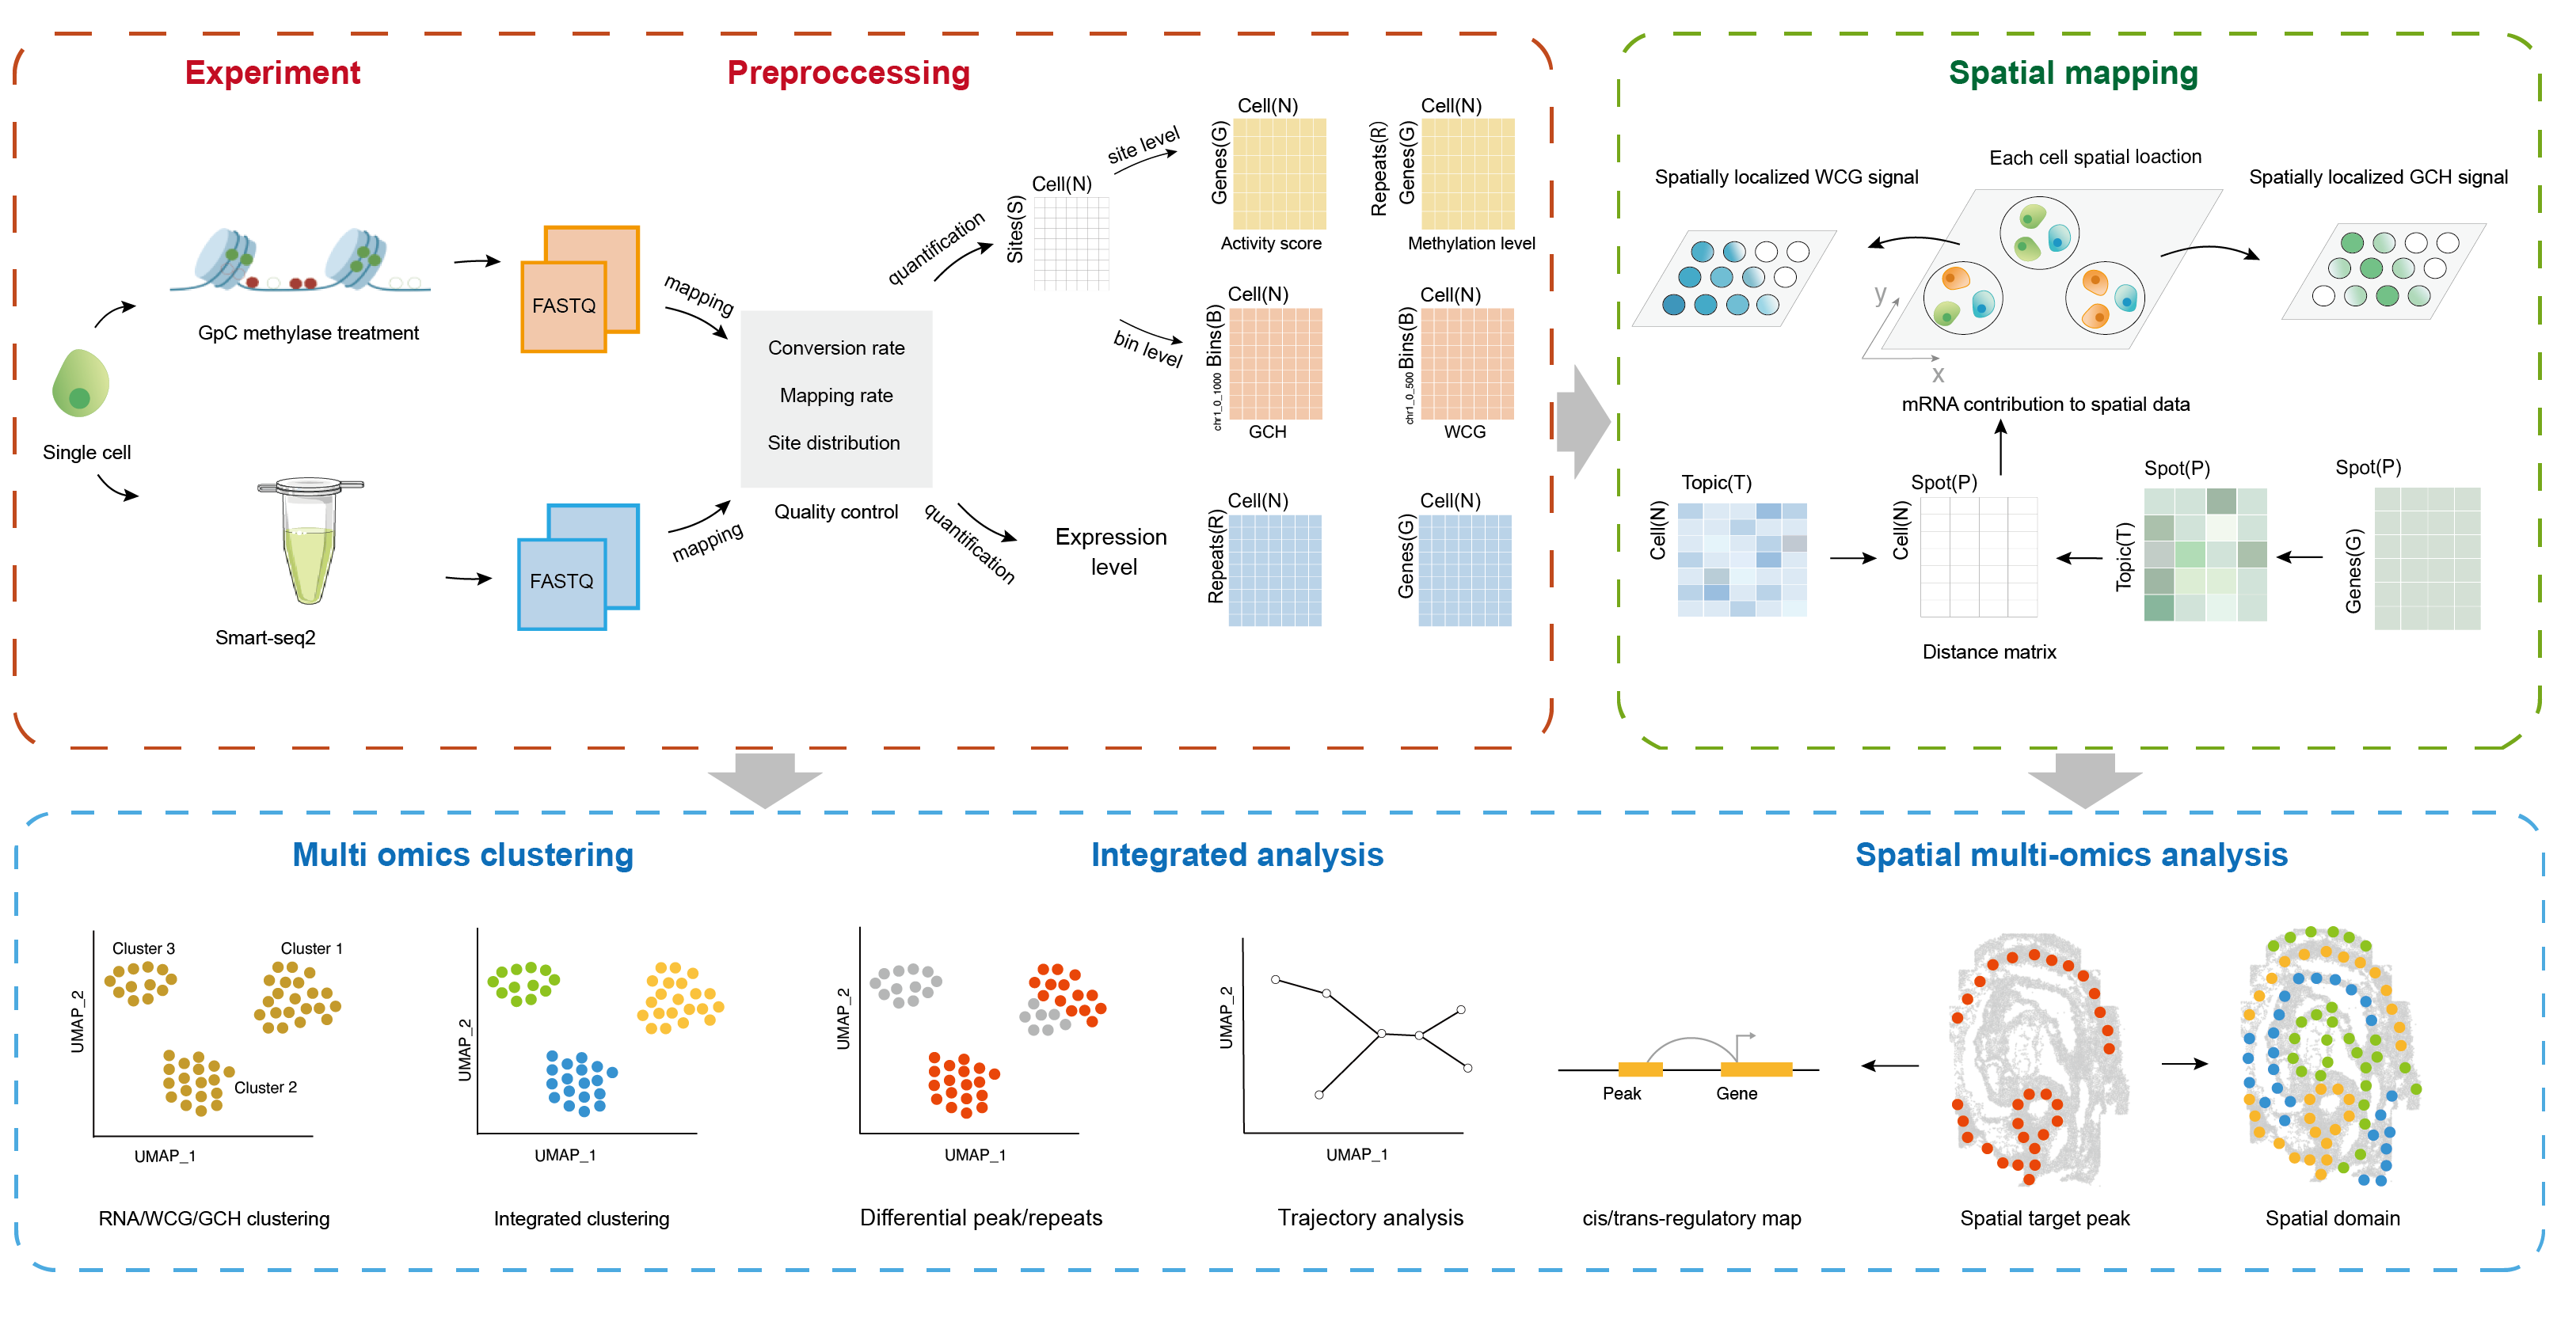 Experiment
Preproccessing
Single cell
GpC methylase treatment
Smart-seq2
FASTQ
FASTQ
mapping
mapping
Conversion rate
Mapping rate
Site distribution
Quality control
quantification
quantification
Cell(N)
Sites(S)
site level
bin level
Cell(N)
Genes(G)
Activity score
Cell(N)
Repeats(R)
Genes(G)
Methylation level
Cell(N)
Bins(B)
chr1_0_1000
GCH
Cell(N)
Bins(B)
chr1_0_500
WCG
Expression
level
Cell(N)
Repeats(R)
Cell(N)
Genes(G)
Spatial mapping
Each cell spatial loaction
Spatially localized WCG signal
Spatially localized GCH signal
y
x
mRNA contribution to spatial data
Topic(T)
Cell(N)
Spot(P)
Cell(N)
Distance matrix
Spot(P)
Topic(T)
Spot(P)
Genes(G)
Multi omics clustering
Integrated analysis
Spatial multi-omics analysis
Cluster 3
Cluster 1
Cluster 2
UMAP_2
UMAP_1
RNA/WCG/GCH clustering
UMAP_2
UMAP_1
Integrated clustering
UMAP_2
UMAP_1
Differential peak/repeats
UMAP_2
UMAP_1
Trajectory analysis
Peak
Gene
cis/trans-regulatory map
Spatial target peak
Spatial domain